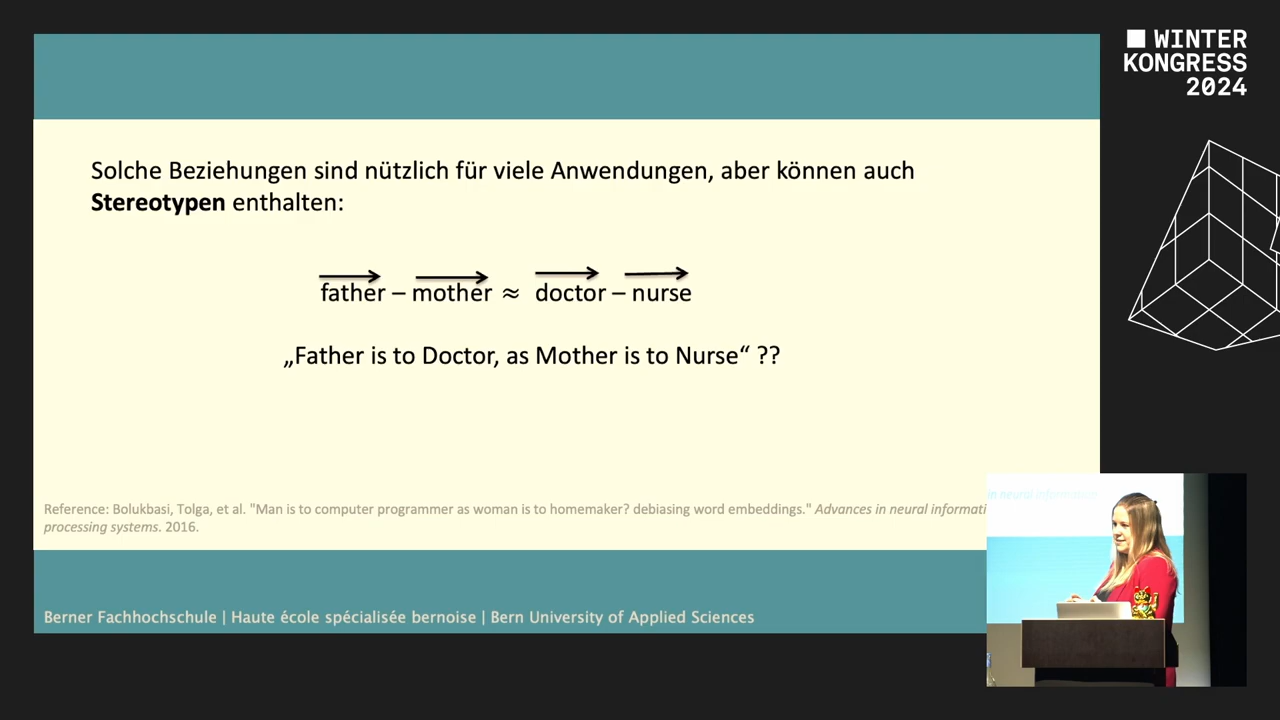 WINTER
KONGRESS
2024
Solche Beziehungen sind nützlich für viele Anwendungen, aber können auch
Stereotypen enthalten:
father – mother ≈ doctor – nurse
„Father is to Doctor, as Mother is to Nurse“ ??
Reference: Bolukbasi, Tolga, et al. "Man is to computer programmer as woman is to homemaker? debiasing word embeddings." Advances in neural informati
processing systems. 2016.
in neural information
Berner Fachhochschule | Haute école spécialisée bernoise | Bern University of Applied Sciences